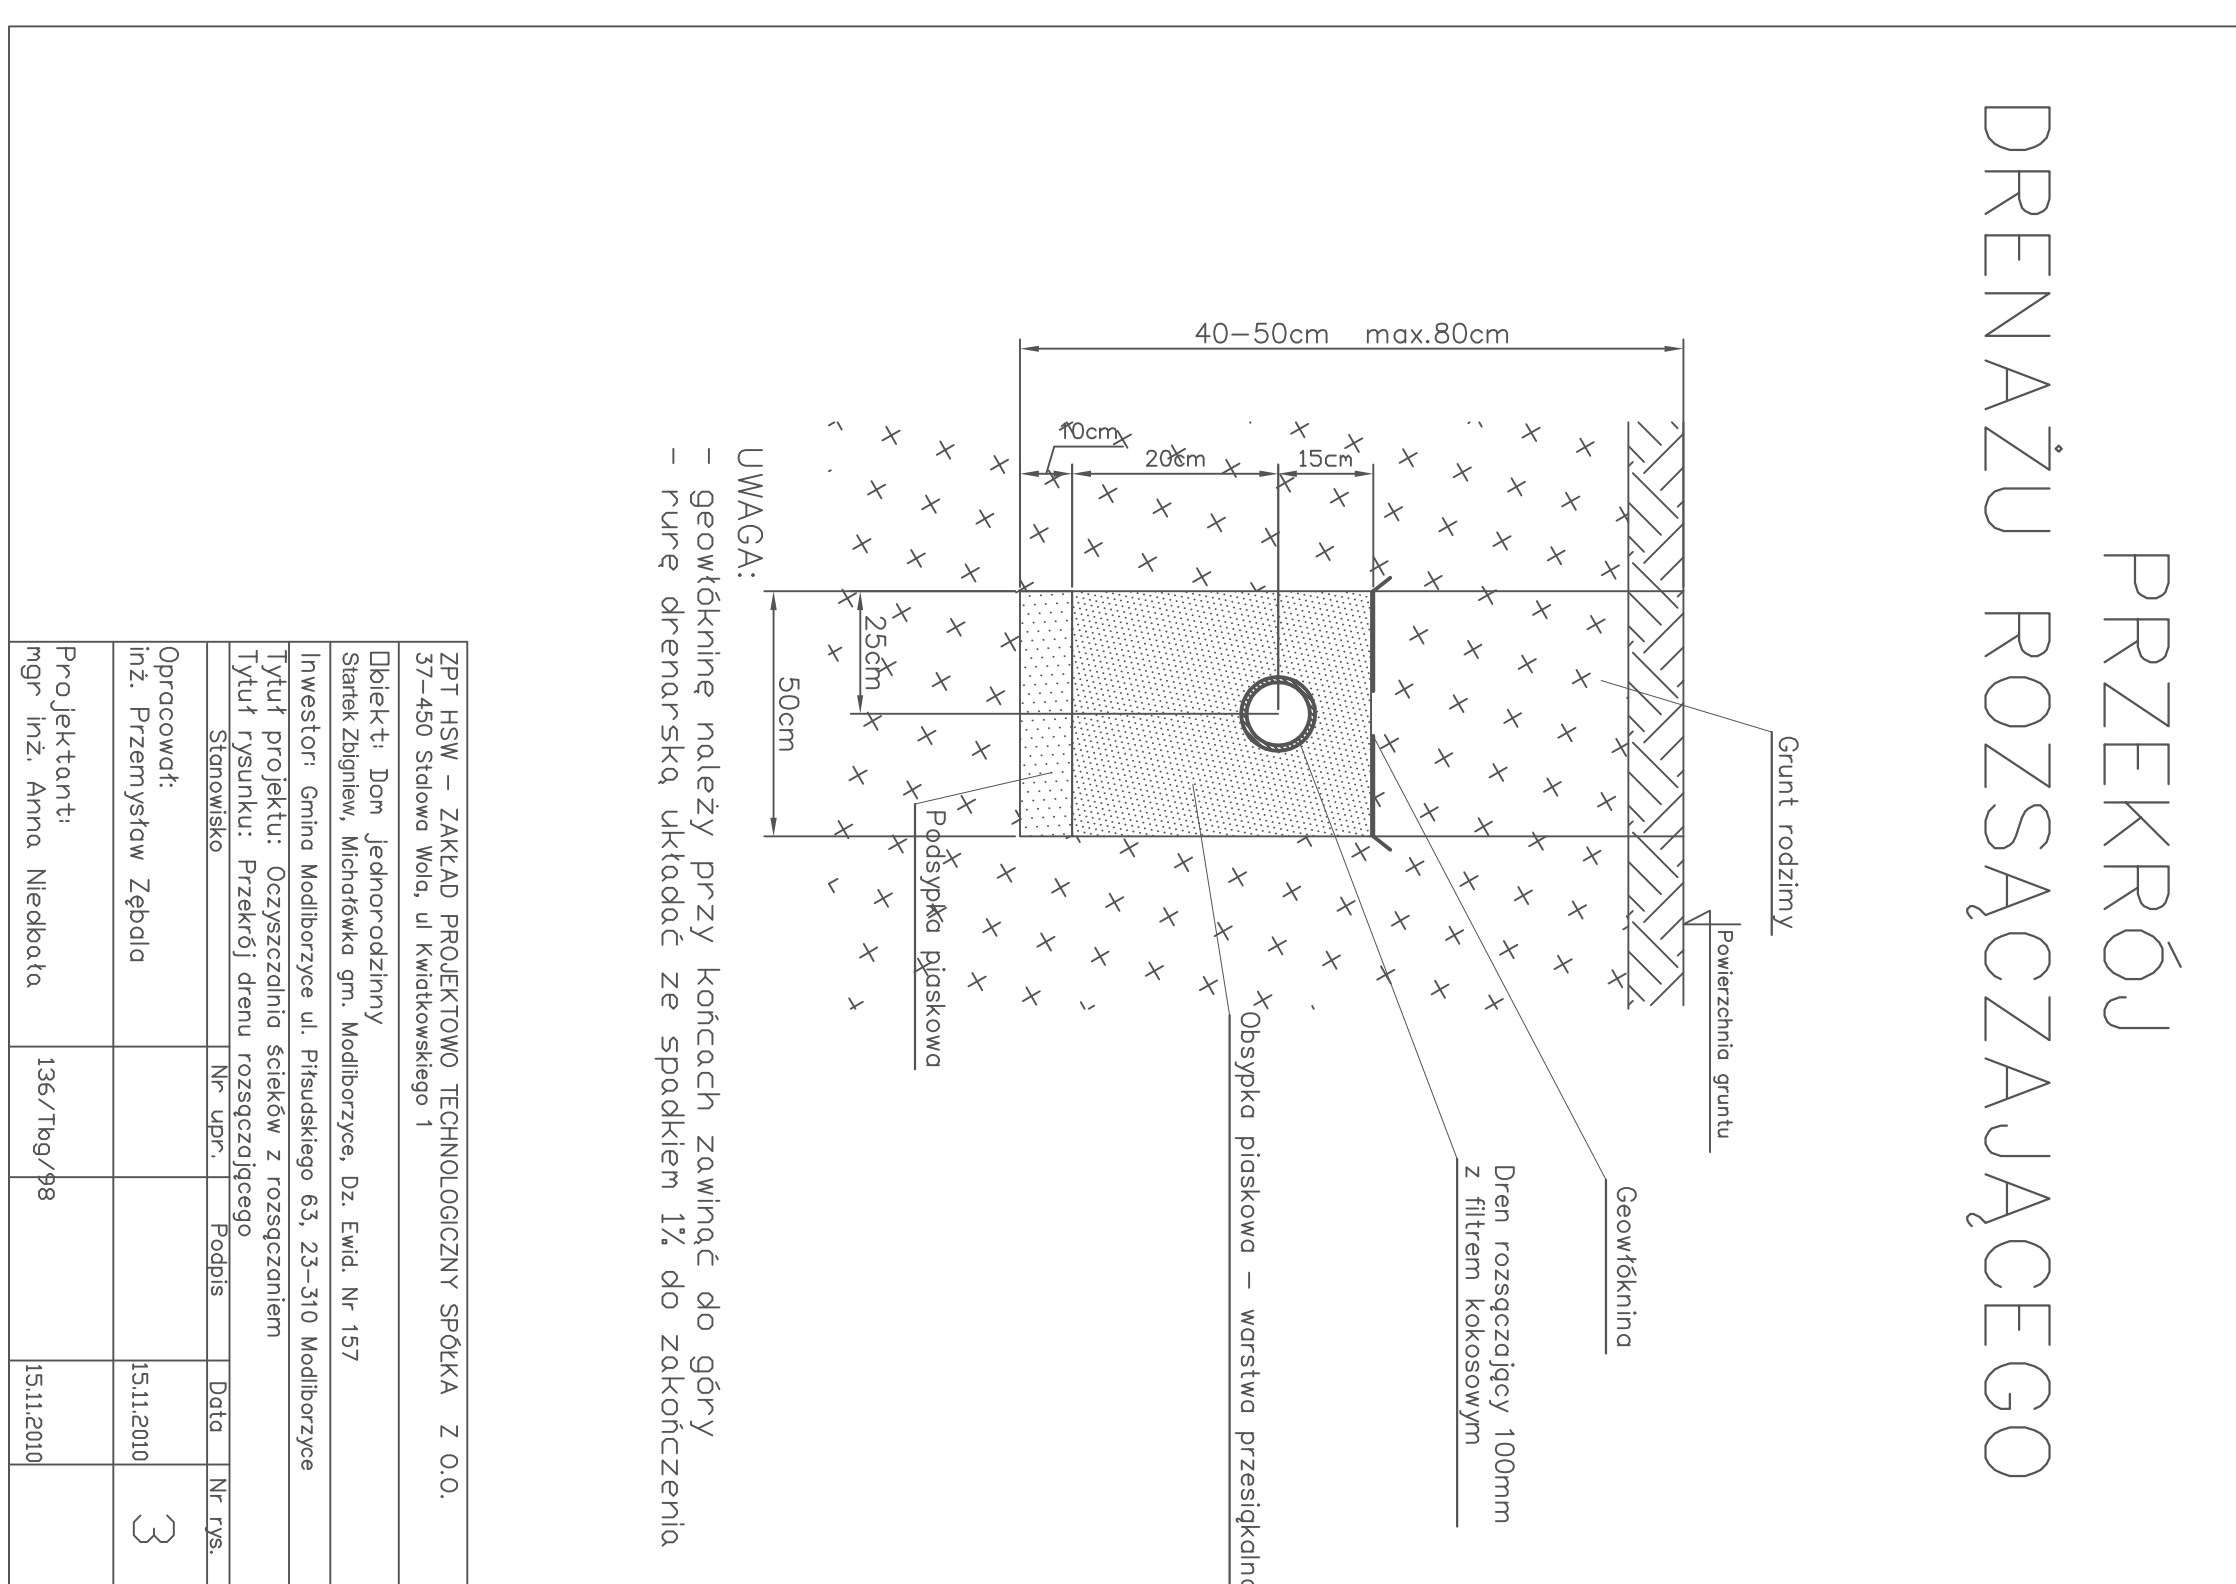 PRZEKRÓJ
DRENAŻU ROZSĄCZAJĄCEGO
Grunt rodzimy
Powierzchnia gruntu
Geowłóknina
Dren rozsączający 100mm
z filtrem kokosowym
Obsypka piaskowa – warstwa przesiąkalna
Podsypka piaskowa
40–50cm max.80cm
10cm
20cm
15cm
25cm
50cm
UWAGA:
– geowłókninę należy przy końcach zawinąć do góry
– rurę drenarską układać ze spadkiem 1% do zakończenia
ZPT HSW – ZAKŁAD PROJEKTOWO TECHNOLOGICZNY SPÓŁKA Z O.O.
37–450 Stalowa Wola, ul Kwiatkowskiego 1
Obiekt: Dom jednorodzinny
Startek Zbigniew, Michałówka gm. Modliborzyce, Dz. Ewid. Nr 157
Inwestor: Gmina Modliborzyce ul. Piłsudskiego 63, 23–310 Modliborzyce
Tytuł projektu: Oczyszczalnia ścieków z rozsączaniem
Tytuł rysunku: Przekrój drenu rozsączającego
Stanowisko Nr upr. Podpis Data Nr rys.
Opracował:
inż. Przemysław Zębala 15.11.2010 3
Projektant:
mgr inż. Anna Niedbała 136/Tbg/98 15.11.2010